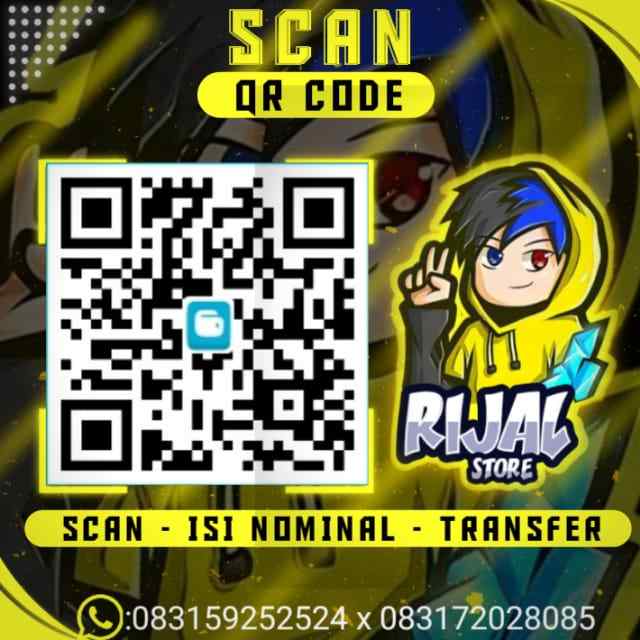 SCAN
QR CODE
RIJAL
STORE
SCAN - ISI NOMINAL - TRANSFER
:083159252524 x 083172028085